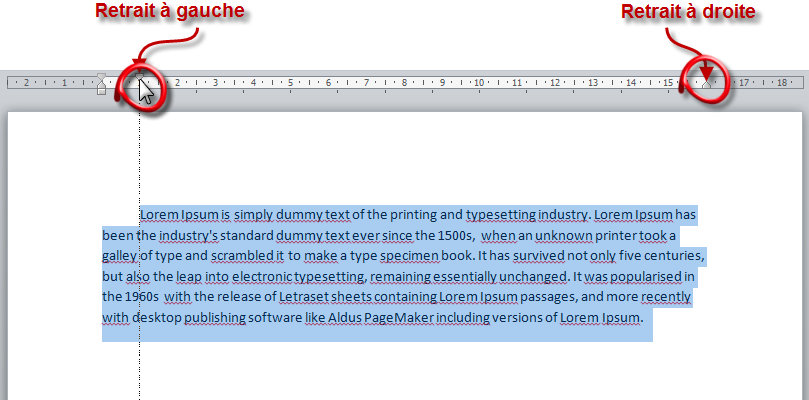 Retrait à gauche Retrait à droite
2 1 2 3 4 5 6 7 8 9 10 11 12 13 14 15 17 18
Lorem Ipsum is simply dummy text of the printing and typesetting industry. Lorem Ipsum has
been the industry's standard dummy text ever since the 1500s, when an unknown printer took a
galley of type and scrambled it to make a type specimen book. It has survived not only five centuries,
but also the leap into electronic typesetting, remaining essentially unchanged. It was popularised in
the 1960s with the release of Letraset sheets containing Lorem Ipsum passages, and more recently
with desktop publishing software like Aldus PageMaker including versions of Lorem Ipsum.